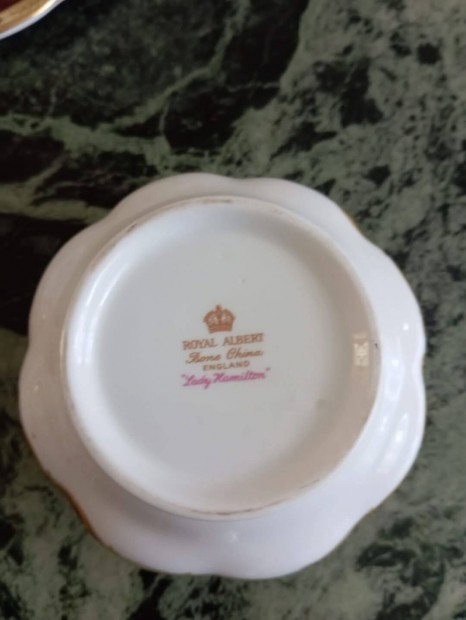 ROYAL ALBERT
Bone China
ENGLAND
"Lady Hamilton"